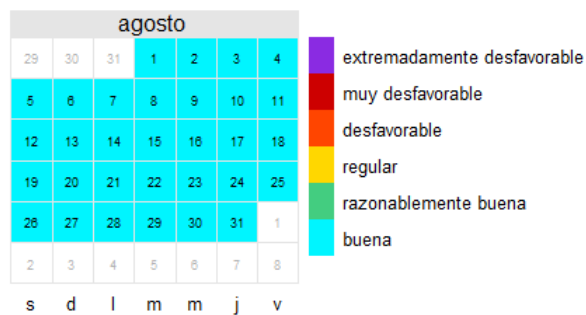 agosto
29 30 31 1 2 3 4
5 6 7 8 9 10 11
12 13 14 15 16 17 18
19 20 21 22 23 24 25
26 27 28 29 30 31 1
2 3 4 5 6 7 8
s d l m m j v
extremadamente desfavorable
muy desfavorable
desfavorable
regular
razonablemente buena
buena